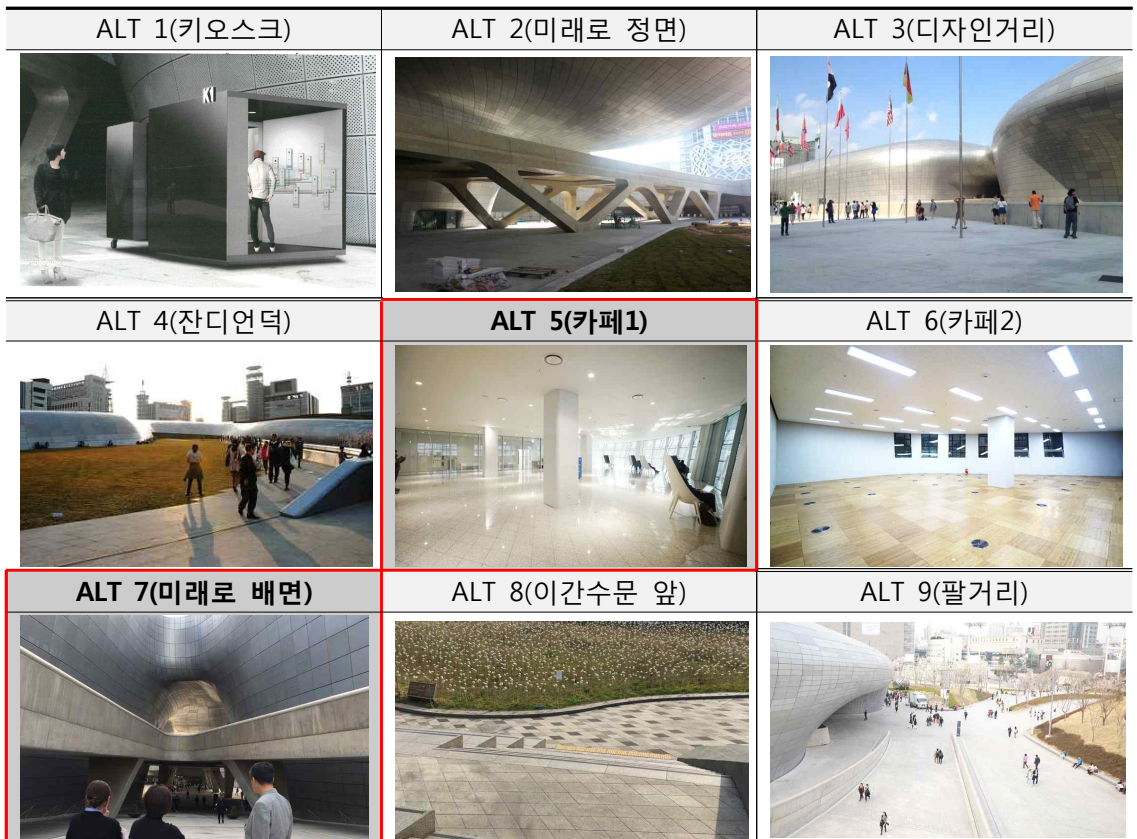 ALT 1(키오스크)
ALT 2(미래로 정면)
ALT 3(디자인거리)
K1
ALT 4(잔디언덕)
ALT 5(카페1)
ALT 6(카페2)
ALT 7(미래로 배면)
ALT 8(이간수문 앞)
ALT 9(팔거리)